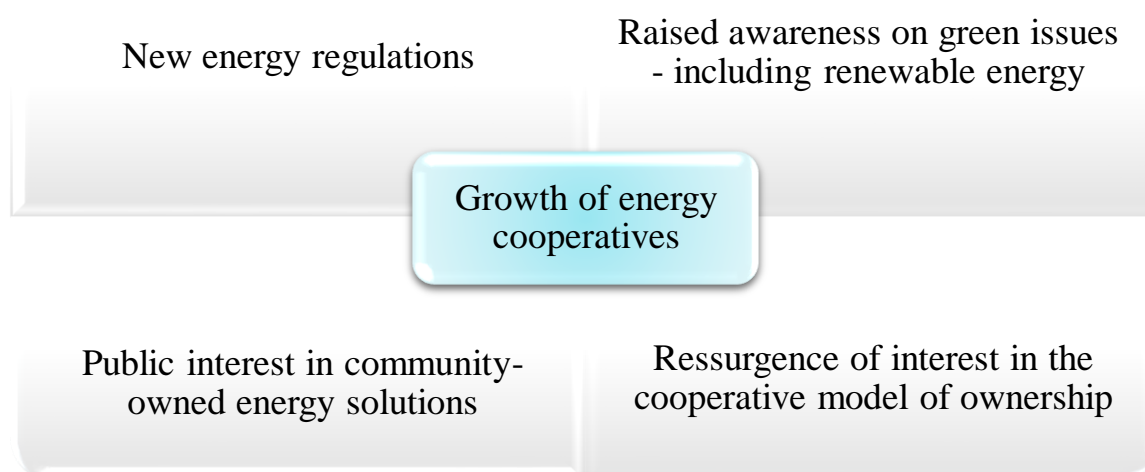 New energy regulations
Raised awareness on green issues
- including renewable energy
Growth of energy
cooperatives
Public interest in community-
owned energy solutions
Ressurgence of interest in the
cooperative model of ownership